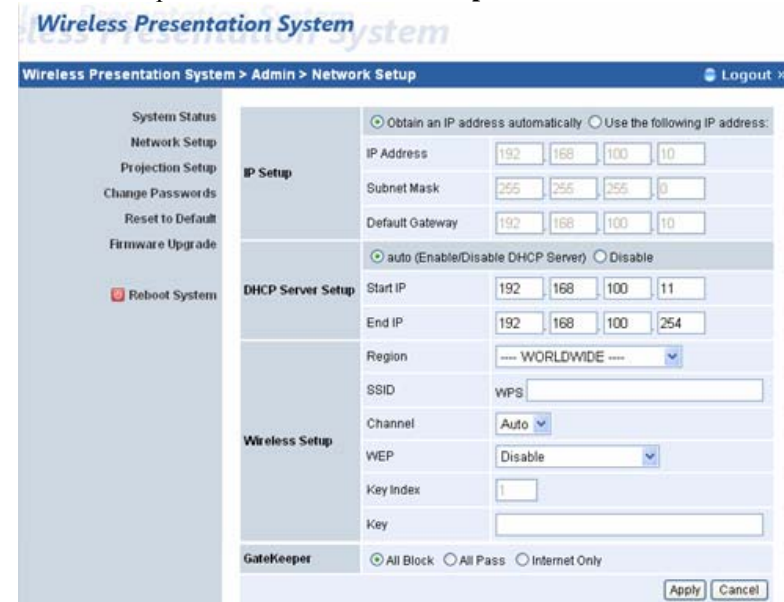 Wireless Presentation System
Wireless Presentation System > Admin > Network Setup
Logout »
System Status
Network Setup
Projection Setup
Change Passwords
Reset to Default
Firmware Upgrade
Reboot System
IP Setup
Obtain an IP address automatically Use the following IP address:
IP Address 192 . 168 . 100 . 10
Subnet Mask 255 . 255 . 255 . 0
Default Gateway 192 . 168 . 100 . 10
DHCP Server Setup
auto (Enable/Disable DHCP Server) Disable
Start IP 192 . 168 . 100 . 11
End IP 192 . 168 . 100 . 254
Wireless Setup
Region ---- WORLDWIDE ----
SSID WPS
Channel Auto
WEP Disable
Key Index 1
Key
GateKeeper All Block All Pass Internet Only
Apply Cancel